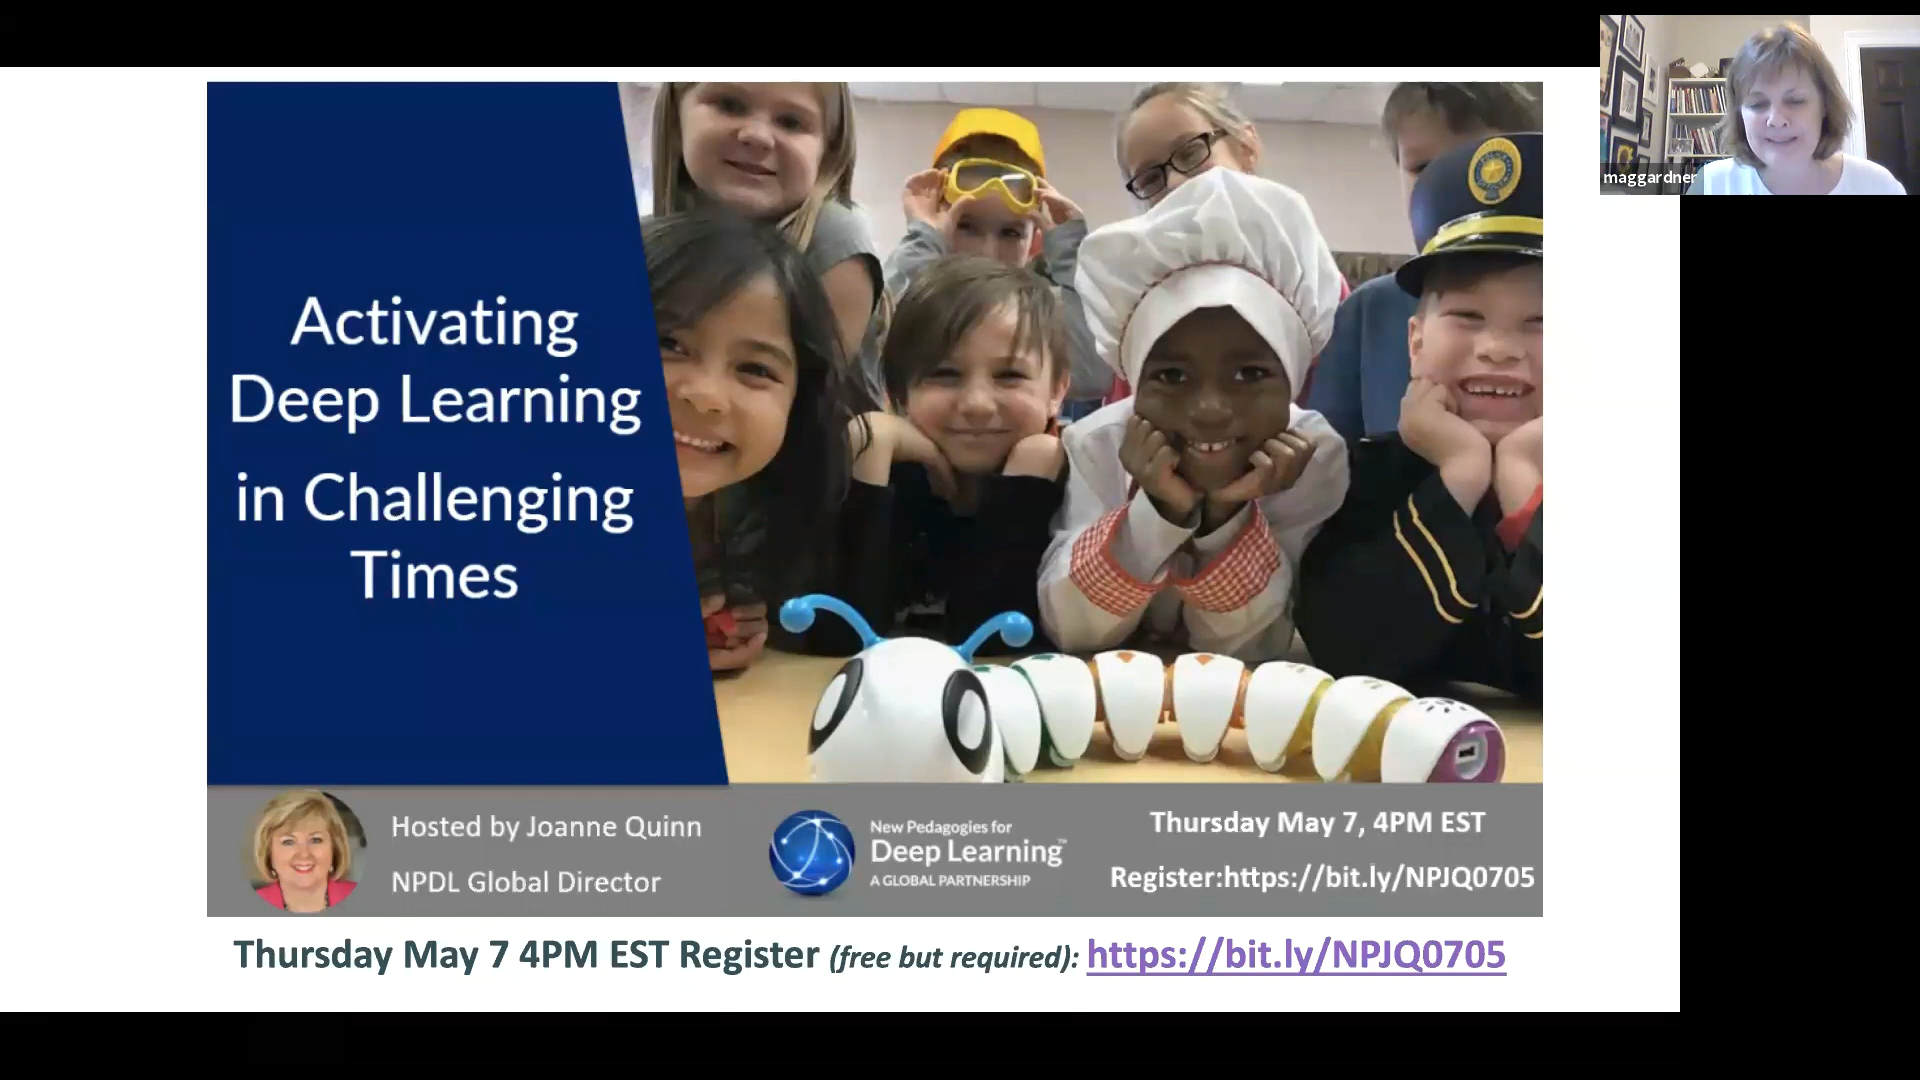 maggardner
Activating
Deep Learning
in Challenging
Times
Hosted by Joanne Quinn
NPDL Global Director
New Pedagogies for
Deep Learning™
A GLOBAL PARTNERSHIP
Thursday May 7, 4PM EST
Register:https://bit.ly/NPJQ0705
Thursday May 7 4PM EST Register (free but required): https://bit.ly/NPJQ0705